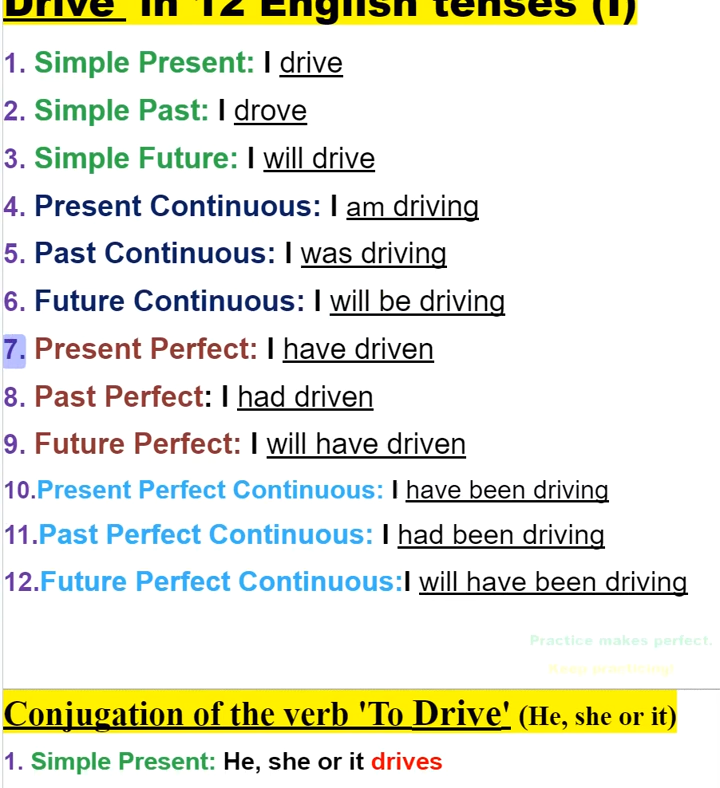 Drive' in 12 English tenses (I)
1. Simple Present: I drive
2. Simple Past: I drove
3. Simple Future: I will drive
4. Present Continuous: I am driving
5. Past Continuous: I was driving
6. Future Continuous: I will be driving
7. Present Perfect: I have driven
8. Past Perfect: I had driven
9. Future Perfect: I will have driven
10.Present Perfect Continuous: I have been driving
11.Past Perfect Continuous: I had been driving
12.Future Perfect Continuous:I will have been driving
Practice makes perfect.
Keep practicing!
Conjugation of the verb 'To Drive' (He, she or it)
1. Simple Present: He, she or it drives